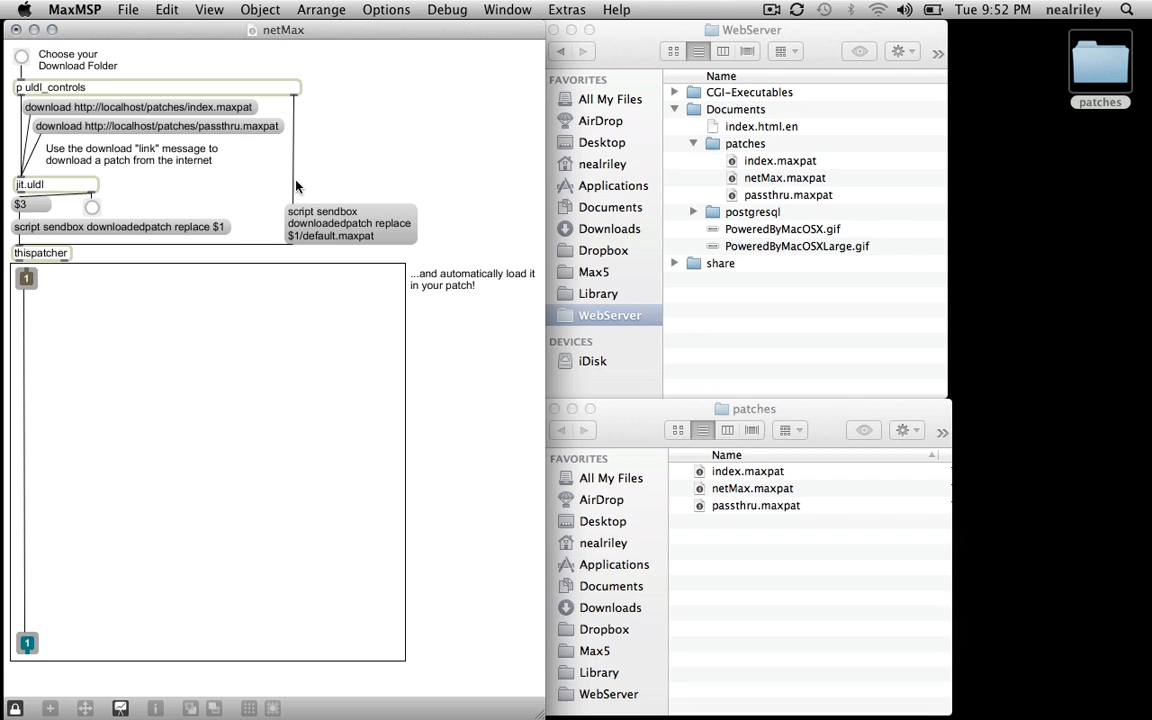 MaxMSP File Edit View Object Arrange Options Debug Window Extras Help Tue 9:52 PM nealriley
netMax
Choose your
Download Folder
p uldl_controls
download http://localhost/patches/index.maxpat
download http://localhost/patches/passthru.maxpat
Use the download "link" message to
download a patch from the internet
jit.uldl
$3
script sendbox downloadedpatch replace $1
script sendbox
downloadedpatch replace
$1/default.maxpat
thispatcher
...and automatically load it
in your patch!
1
1
WebServer
FAVORITES
All My Files
AirDrop
Desktop
nealriley
Applications
Documents
Downloads
Dropbox
Max5
Library
WebServer
DEVICES
iDisk
Name
CGI-Executables
Documents
index.html.en
patches
index.maxpat
netMax.maxpat
passthru.maxpat
postgresql
PoweredByMacOSX.gif
PoweredByMacOSXLarge.gif
share
patches
FAVORITES
All My Files
AirDrop
Desktop
nealriley
Applications
Documents
Downloads
Dropbox
Max5
Library
WebServer
Name
index.maxpat
netMax.maxpat
passthru.maxpat
patches